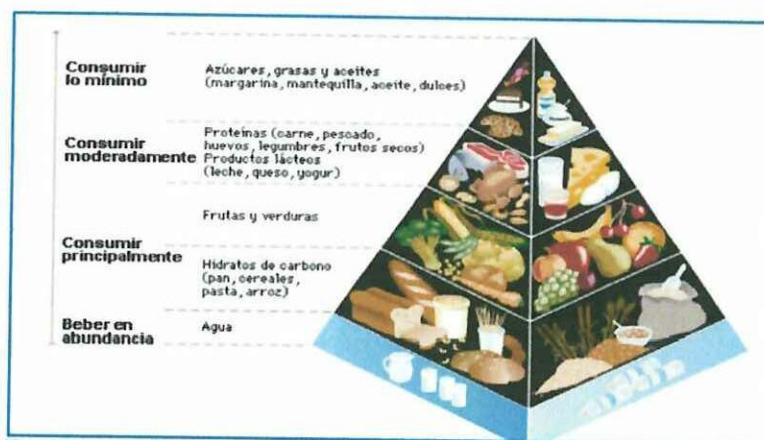 Consumir
lo mínimo
Azúcares, grasas y aceites
(margarina, mantequilla, aceite, dulces)
Consumir
moderadamente
Proteínas (carne, pescado,
huevos, legumbres, frutos secos)
Productos lácteos
(leche, queso, yogur)
Frutas y verduras
Consumir
principalmente
Hidratos de carbono
(pan, cereales,
pasta, arroz)
Beber en
abundancia
Agua